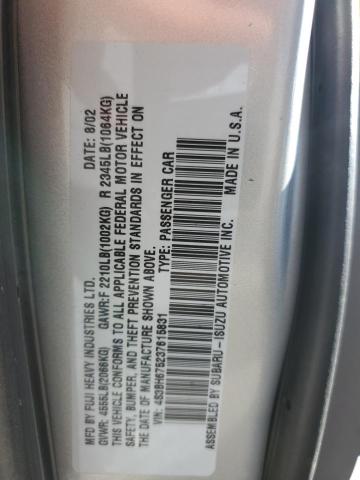 MFD BY FUJI HEAVY INDUSTRIES LTD. DATE: 8/02
GVWR: 4555LB(2066KG) GAWR:F 2210LB(1002KG) R 2345LB(1064KG)
THIS VEHICLE CONFORMS TO ALL APPLICABLE FEDERAL MOTOR VEHICLE
SAFETY, BUMPER, AND THEFT PREVENTION STANDARDS IN EFFECT ON
THE DATE OF MANUFACTURE SHOWN ABOVE.
VIN: 4S3BH675237615831 TYPE: PASSENGER CAR
ASSEMBLED BY SUBARU-ISUZU AUTOMOTIVE INC. MADE IN U.S.A.